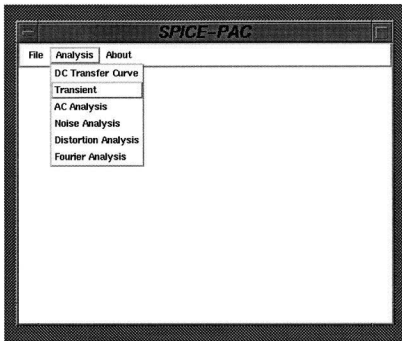 SPICE-PAC
File Analysis About
DC Transfer Curve
Transient
AC Analysis
Noise Analysis
Distortion Analysis
Fourier Analysis